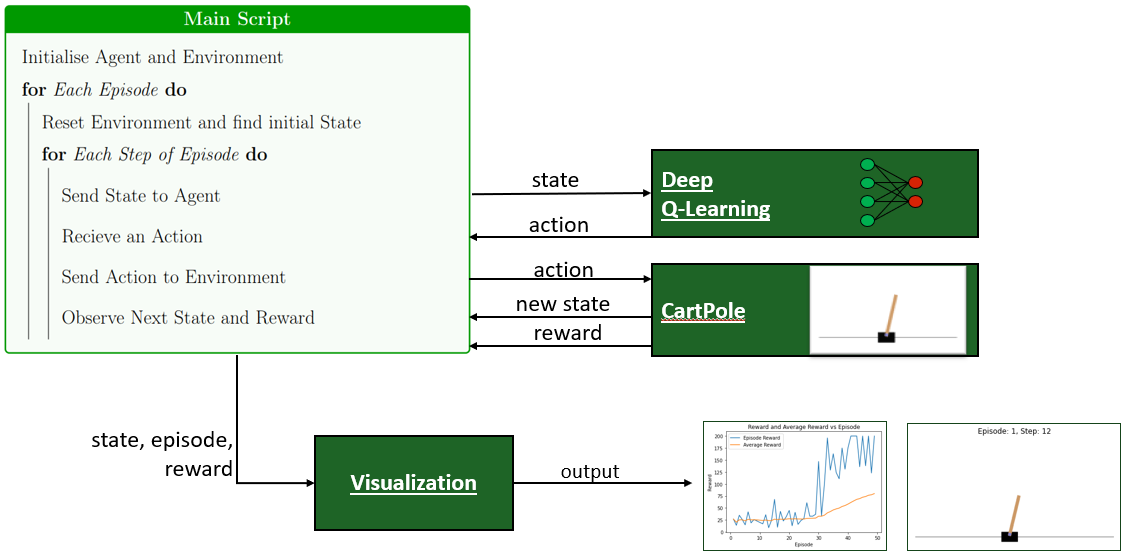 Main Script
Initialise Agent and Environment
for Each Episode do
Reset Environment and find initial State
for Each Step of Episode do
Send State to Agent
Recieve an Action
Send Action to Environment
Observe Next State and Reward
state
action
Deep
Q-Learning
action
new state
reward
CartPole
state, episode,
reward
Visualization
output
Reward and Average Reward vs Episode
Episode Reward
Average Reward
Reward
200
175
150
125
100
75
50
25
0
0
10
20
30
40
50
Episode
Episode: 1, Step: 12